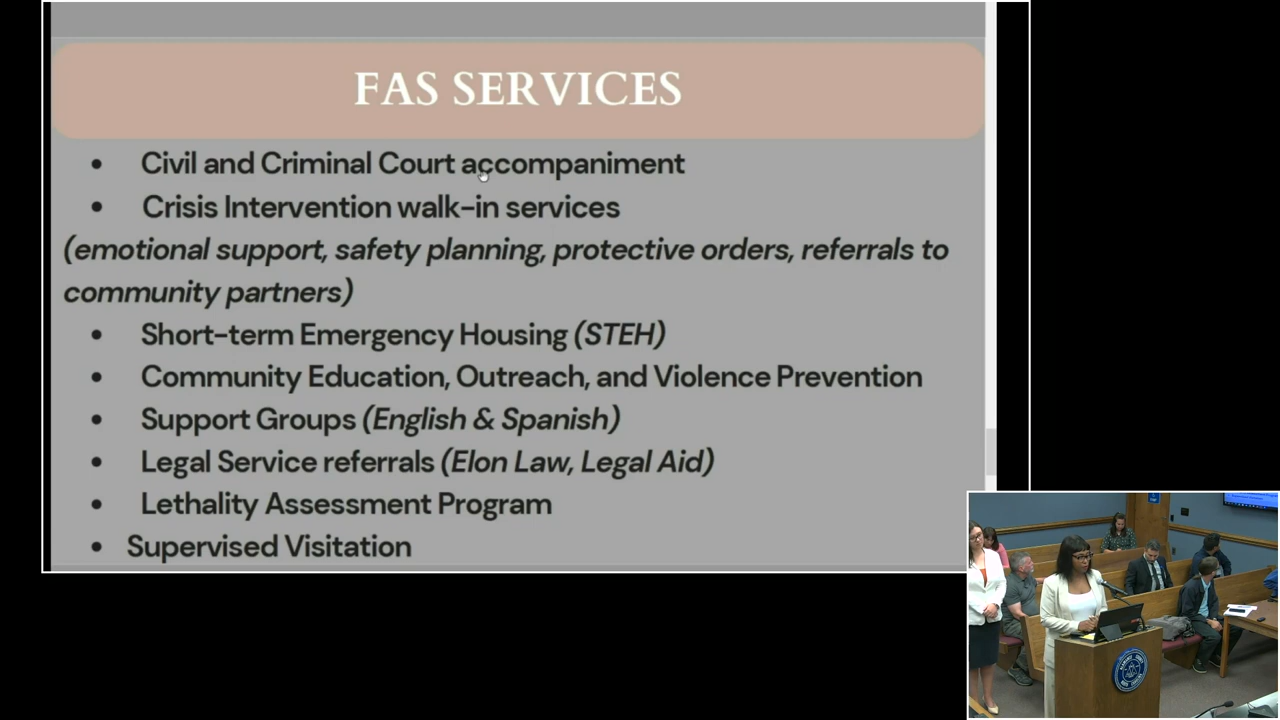 FAS SERVICES
• Civil and Criminal Court accompaniment
• Crisis Intervention walk-in services
(emotional support, safety planning, protective orders, referrals to
community partners)
• Short-term Emergency Housing (STEH)
• Community Education, Outreach, and Violence Prevention
• Support Groups (English & Spanish)
• Legal Service referrals (Elon Law, Legal Aid)
• Lethality Assessment Program
• Supervised Visitation